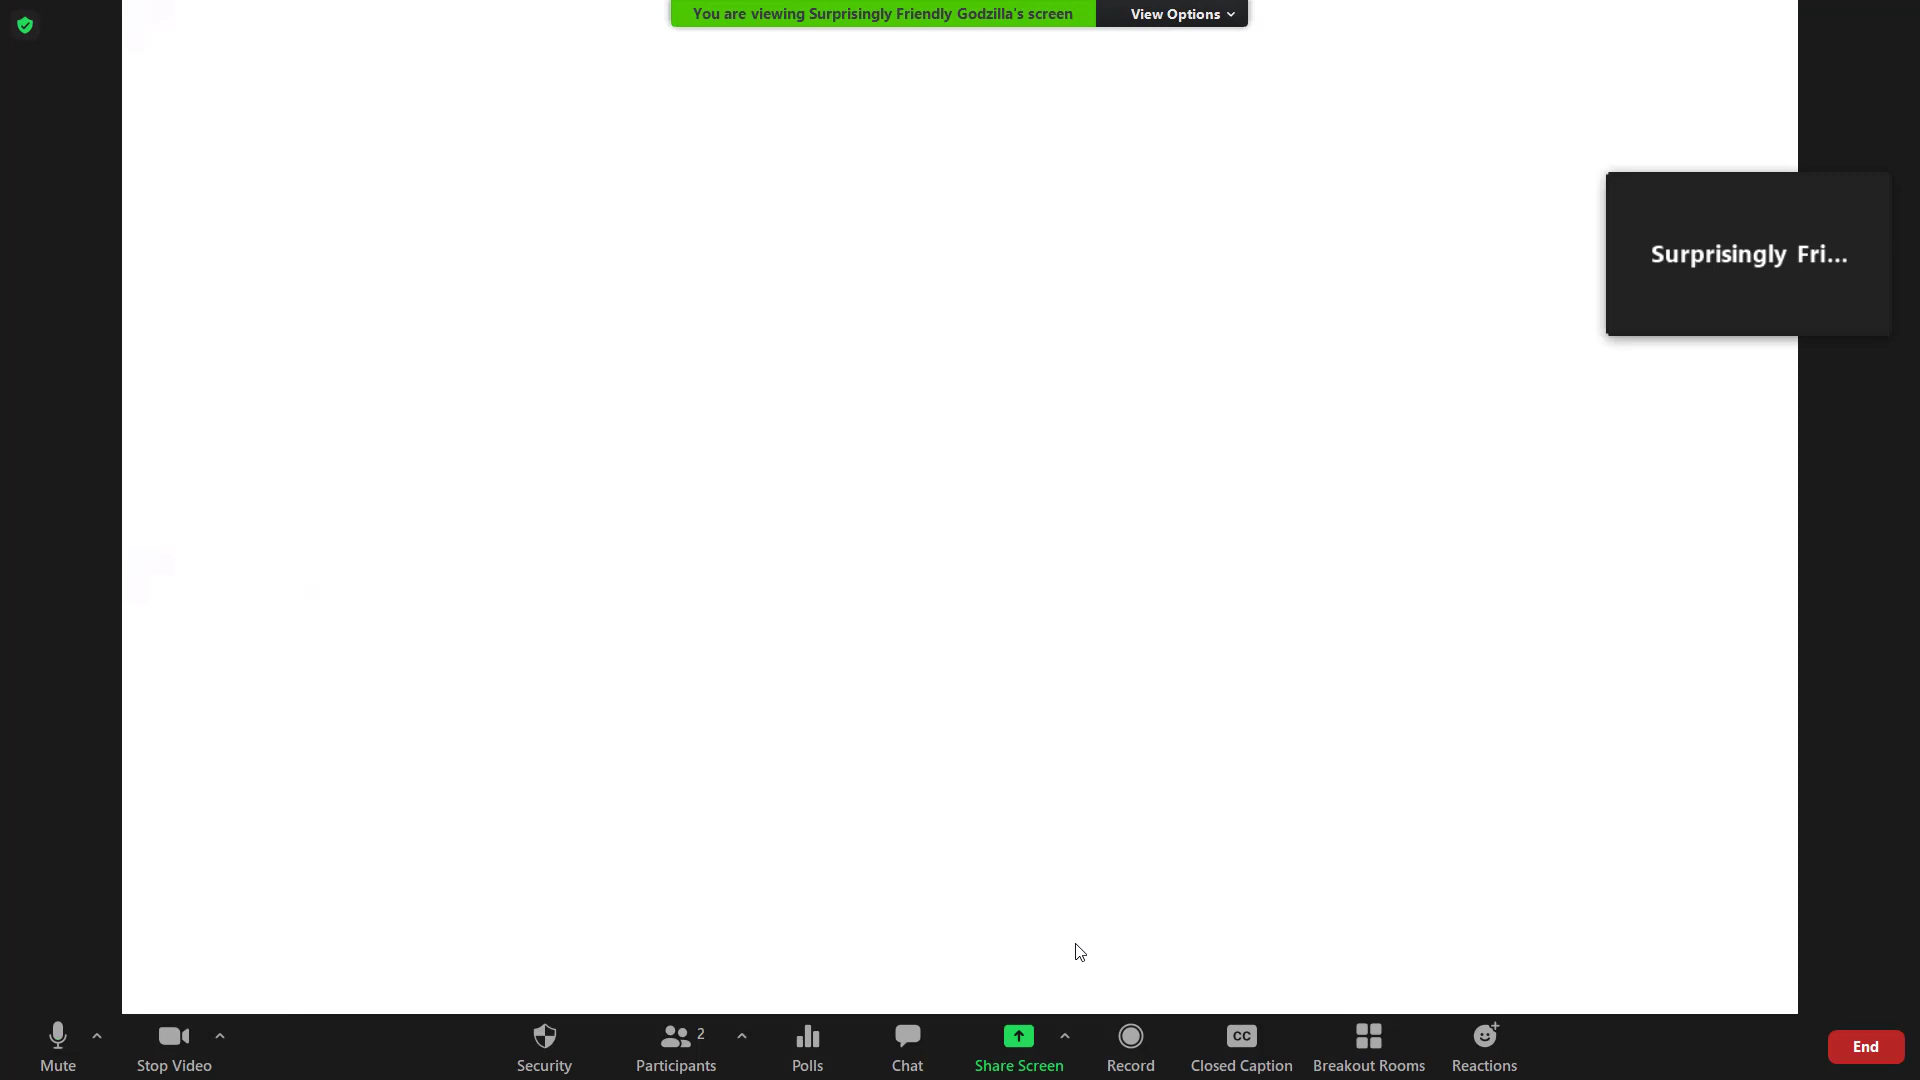 You are viewing Surprisingly Friendly Godzilla's screen
View Options
Surprisingly Fri...
Mute
Stop Video
Security
2
Participants
Polls
Chat
Share Screen
Record
CC
Closed Caption
Breakout Rooms
Reactions
End